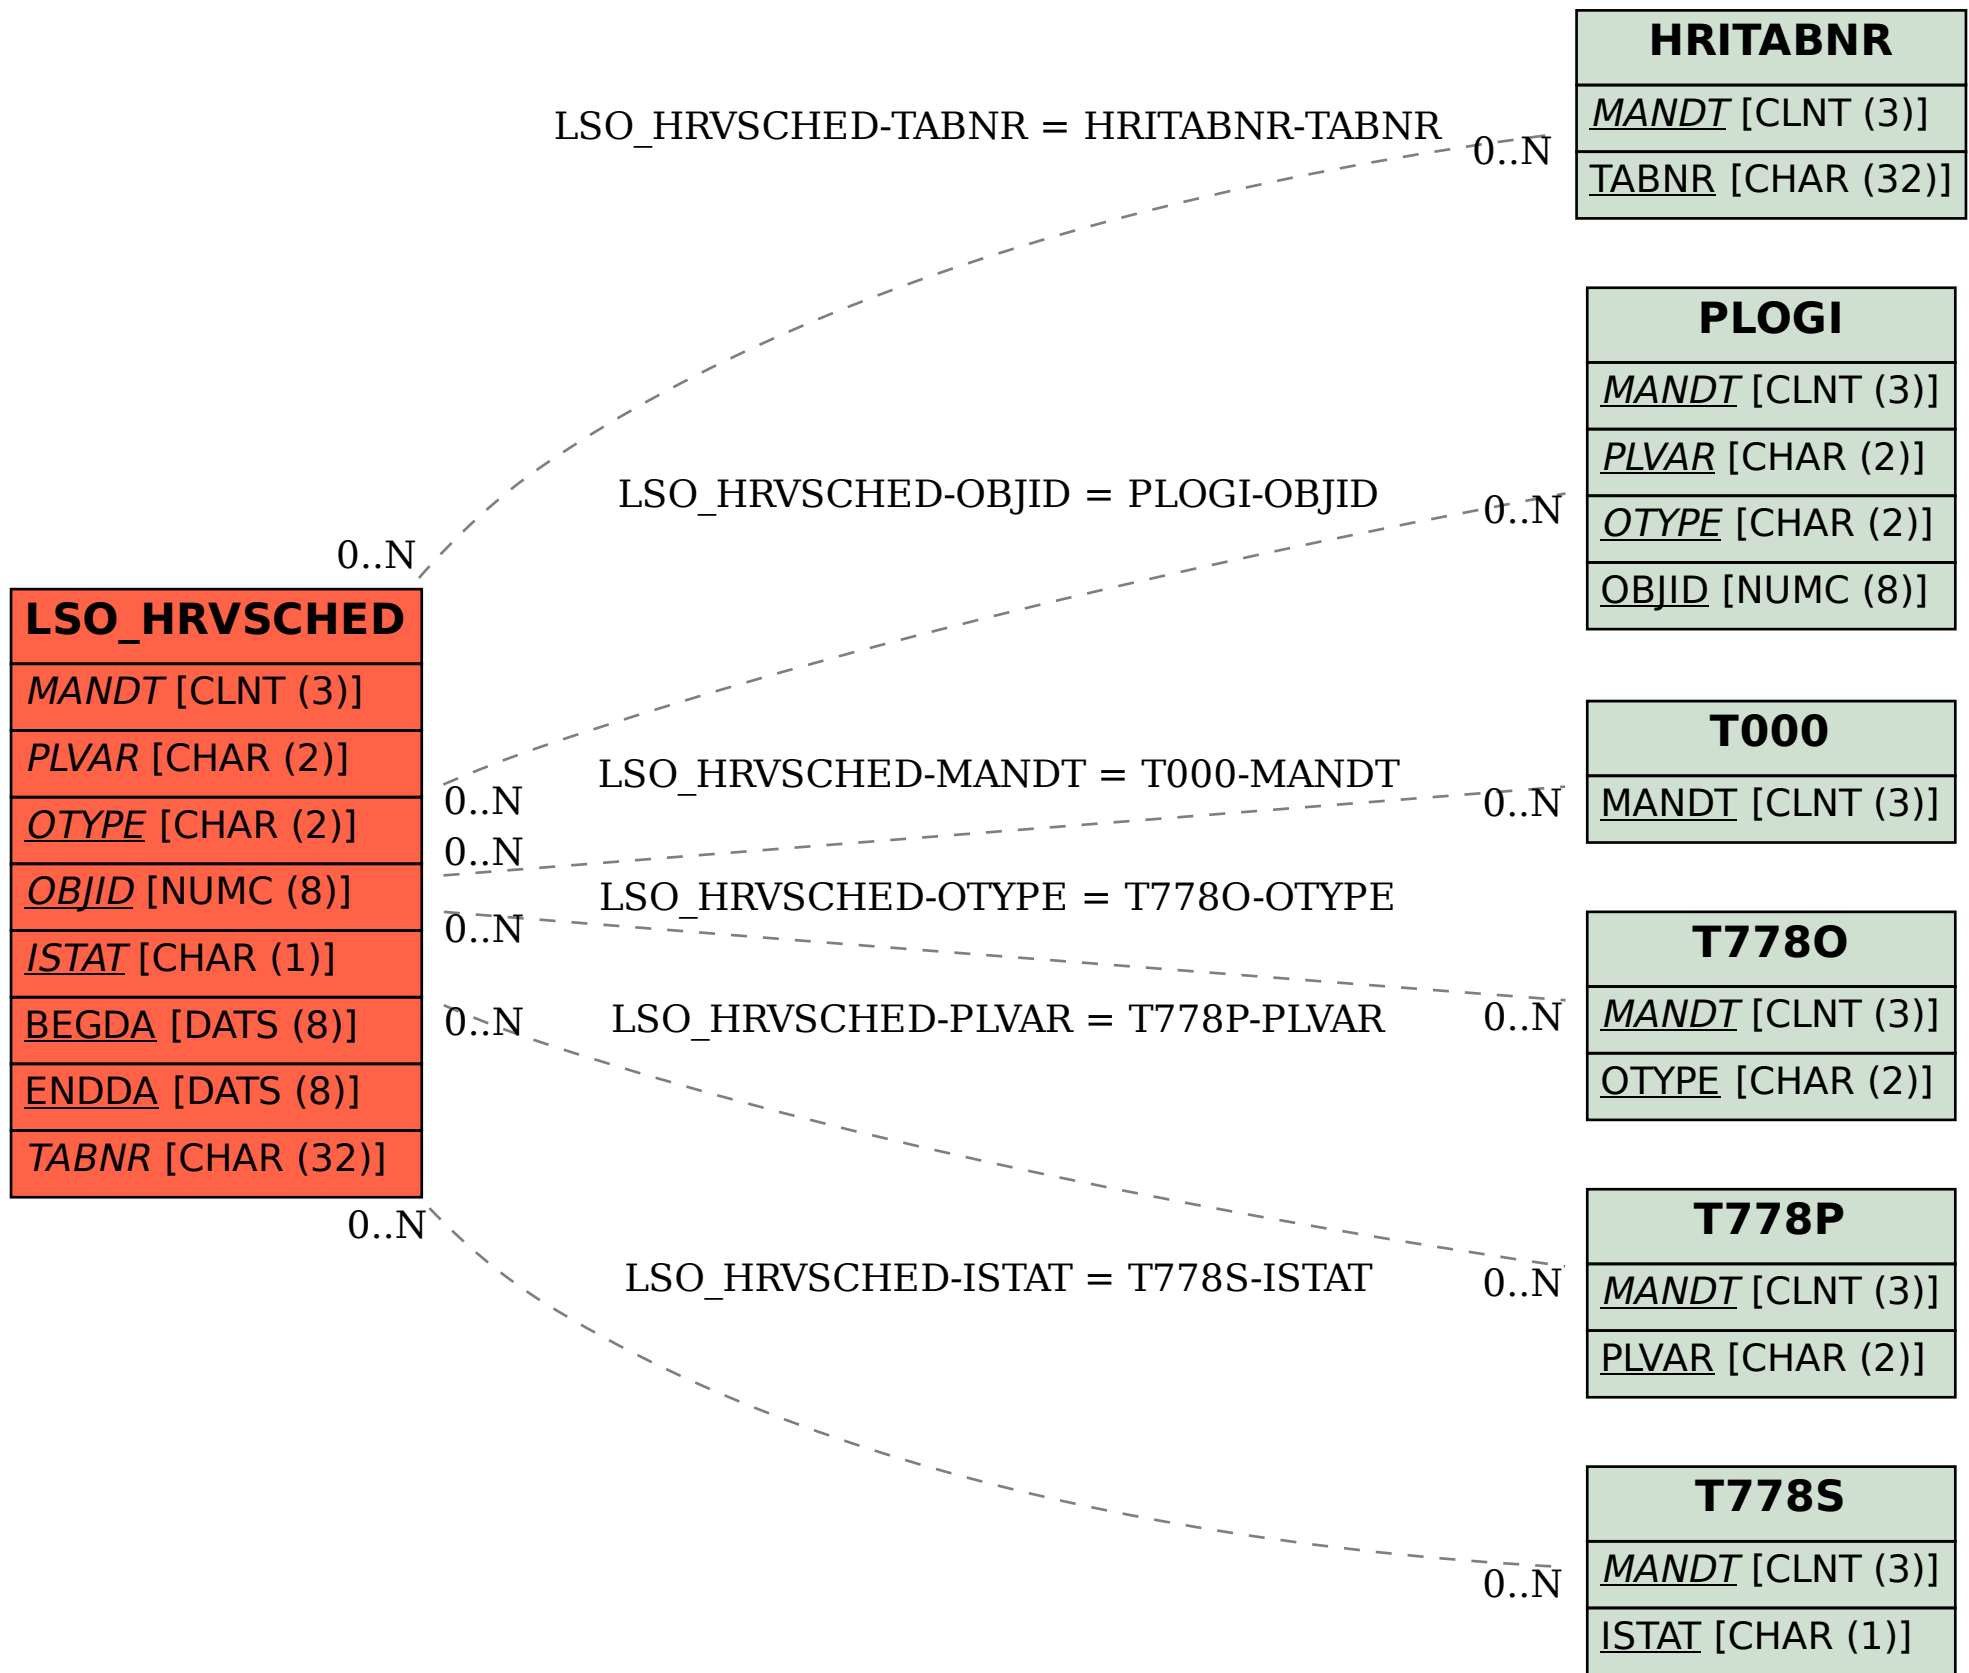 LSO_HRVSCHED
MANDT [CLNT (3)]
PLVAR [CHAR (2)]
OTYPE [CHAR (2)]
OBJID [NUMC (8)]
ISTAT [CHAR (1)]
BEGDA [DATS (8)]
ENDDA [DATS (8)]
TABNR [CHAR (32)]
LSO_HRVSCHED-TABNR = HRITABNR-TABNR
0..N
0..N
LSO_HRVSCHED-OBJID = PLOGI-OBJID
0..N
0..N
LSO_HRVSCHED-MANDT = T000-MANDT
0..N
0..N
LSO_HRVSCHED-OTYPE = T778O-OTYPE
0..N
0..N
LSO_HRVSCHED-PLVAR = T778P-PLVAR
0..N
0..N
LSO_HRVSCHED-ISTAT = T778S-ISTAT
0..N
0..N
HRITABNR
MANDT [CLNT (3)]
TABNR [CHAR (32)]
PLOGI
MANDT [CLNT (3)]
PLVAR [CHAR (2)]
OTYPE [CHAR (2)]
OBJID [NUMC (8)]
T000
MANDT [CLNT (3)]
T778O
MANDT [CLNT (3)]
OTYPE [CHAR (2)]
T778P
MANDT [CLNT (3)]
PLVAR [CHAR (2)]
T778S
MANDT [CLNT (3)]
ISTAT [CHAR (1)]